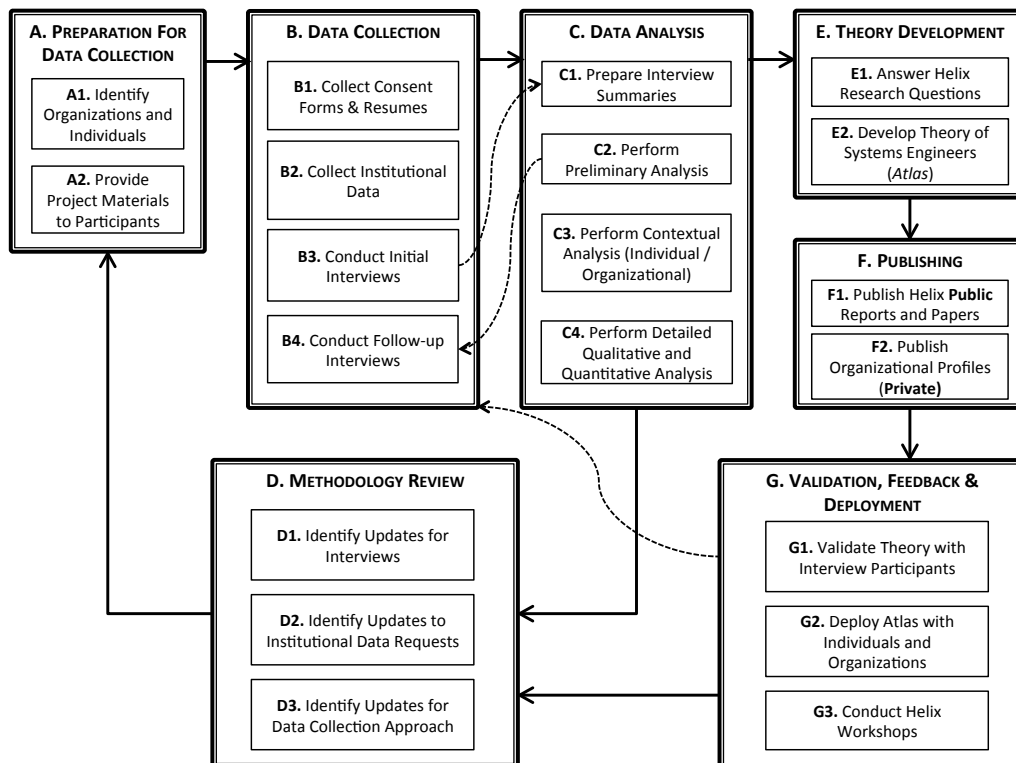 A. PREPARATION FOR
DATA COLLECTION
A1. Identify
Organizations and
Individuals
A2. Provide
Project Materials
to Participants
B. DATA COLLECTION
B1. Collect Consent
Forms & Resumes
B2. Collect Institutional
Data
B3. Conduct Initial
Interviews
B4. Conduct Follow-up
Interviews
C. DATA ANALYSIS
C1. Prepare Interview
Summaries
C2. Perform
Preliminary Analysis
C3. Perform Contextual
Analysis (Individual /
Organizational)
C4. Perform Detailed
Qualitative and
Quantitative Analysis
E. THEORY DEVELOPMENT
E1. Answer Helix
Research Questions
E2. Develop Theory of
Systems Engineers
(Atlas)
F. PUBLISHING
F1. Publish Helix Public
Reports and Papers
F2. Publish
Organizational Profiles
(Private)
D. METHODOLOGY REVIEW
D1. Identify Updates for
Interviews
D2. Identify Updates to
Institutional Data Requests
D3. Identify Updates for
Data Collection Approach
G. VALIDATION, FEEDBACK &
DEPLOYMENT
G1. Validate Theory with
Interview Participants
G2. Deploy Atlas with
Individuals and
Organizations
G3. Conduct Helix
Workshops